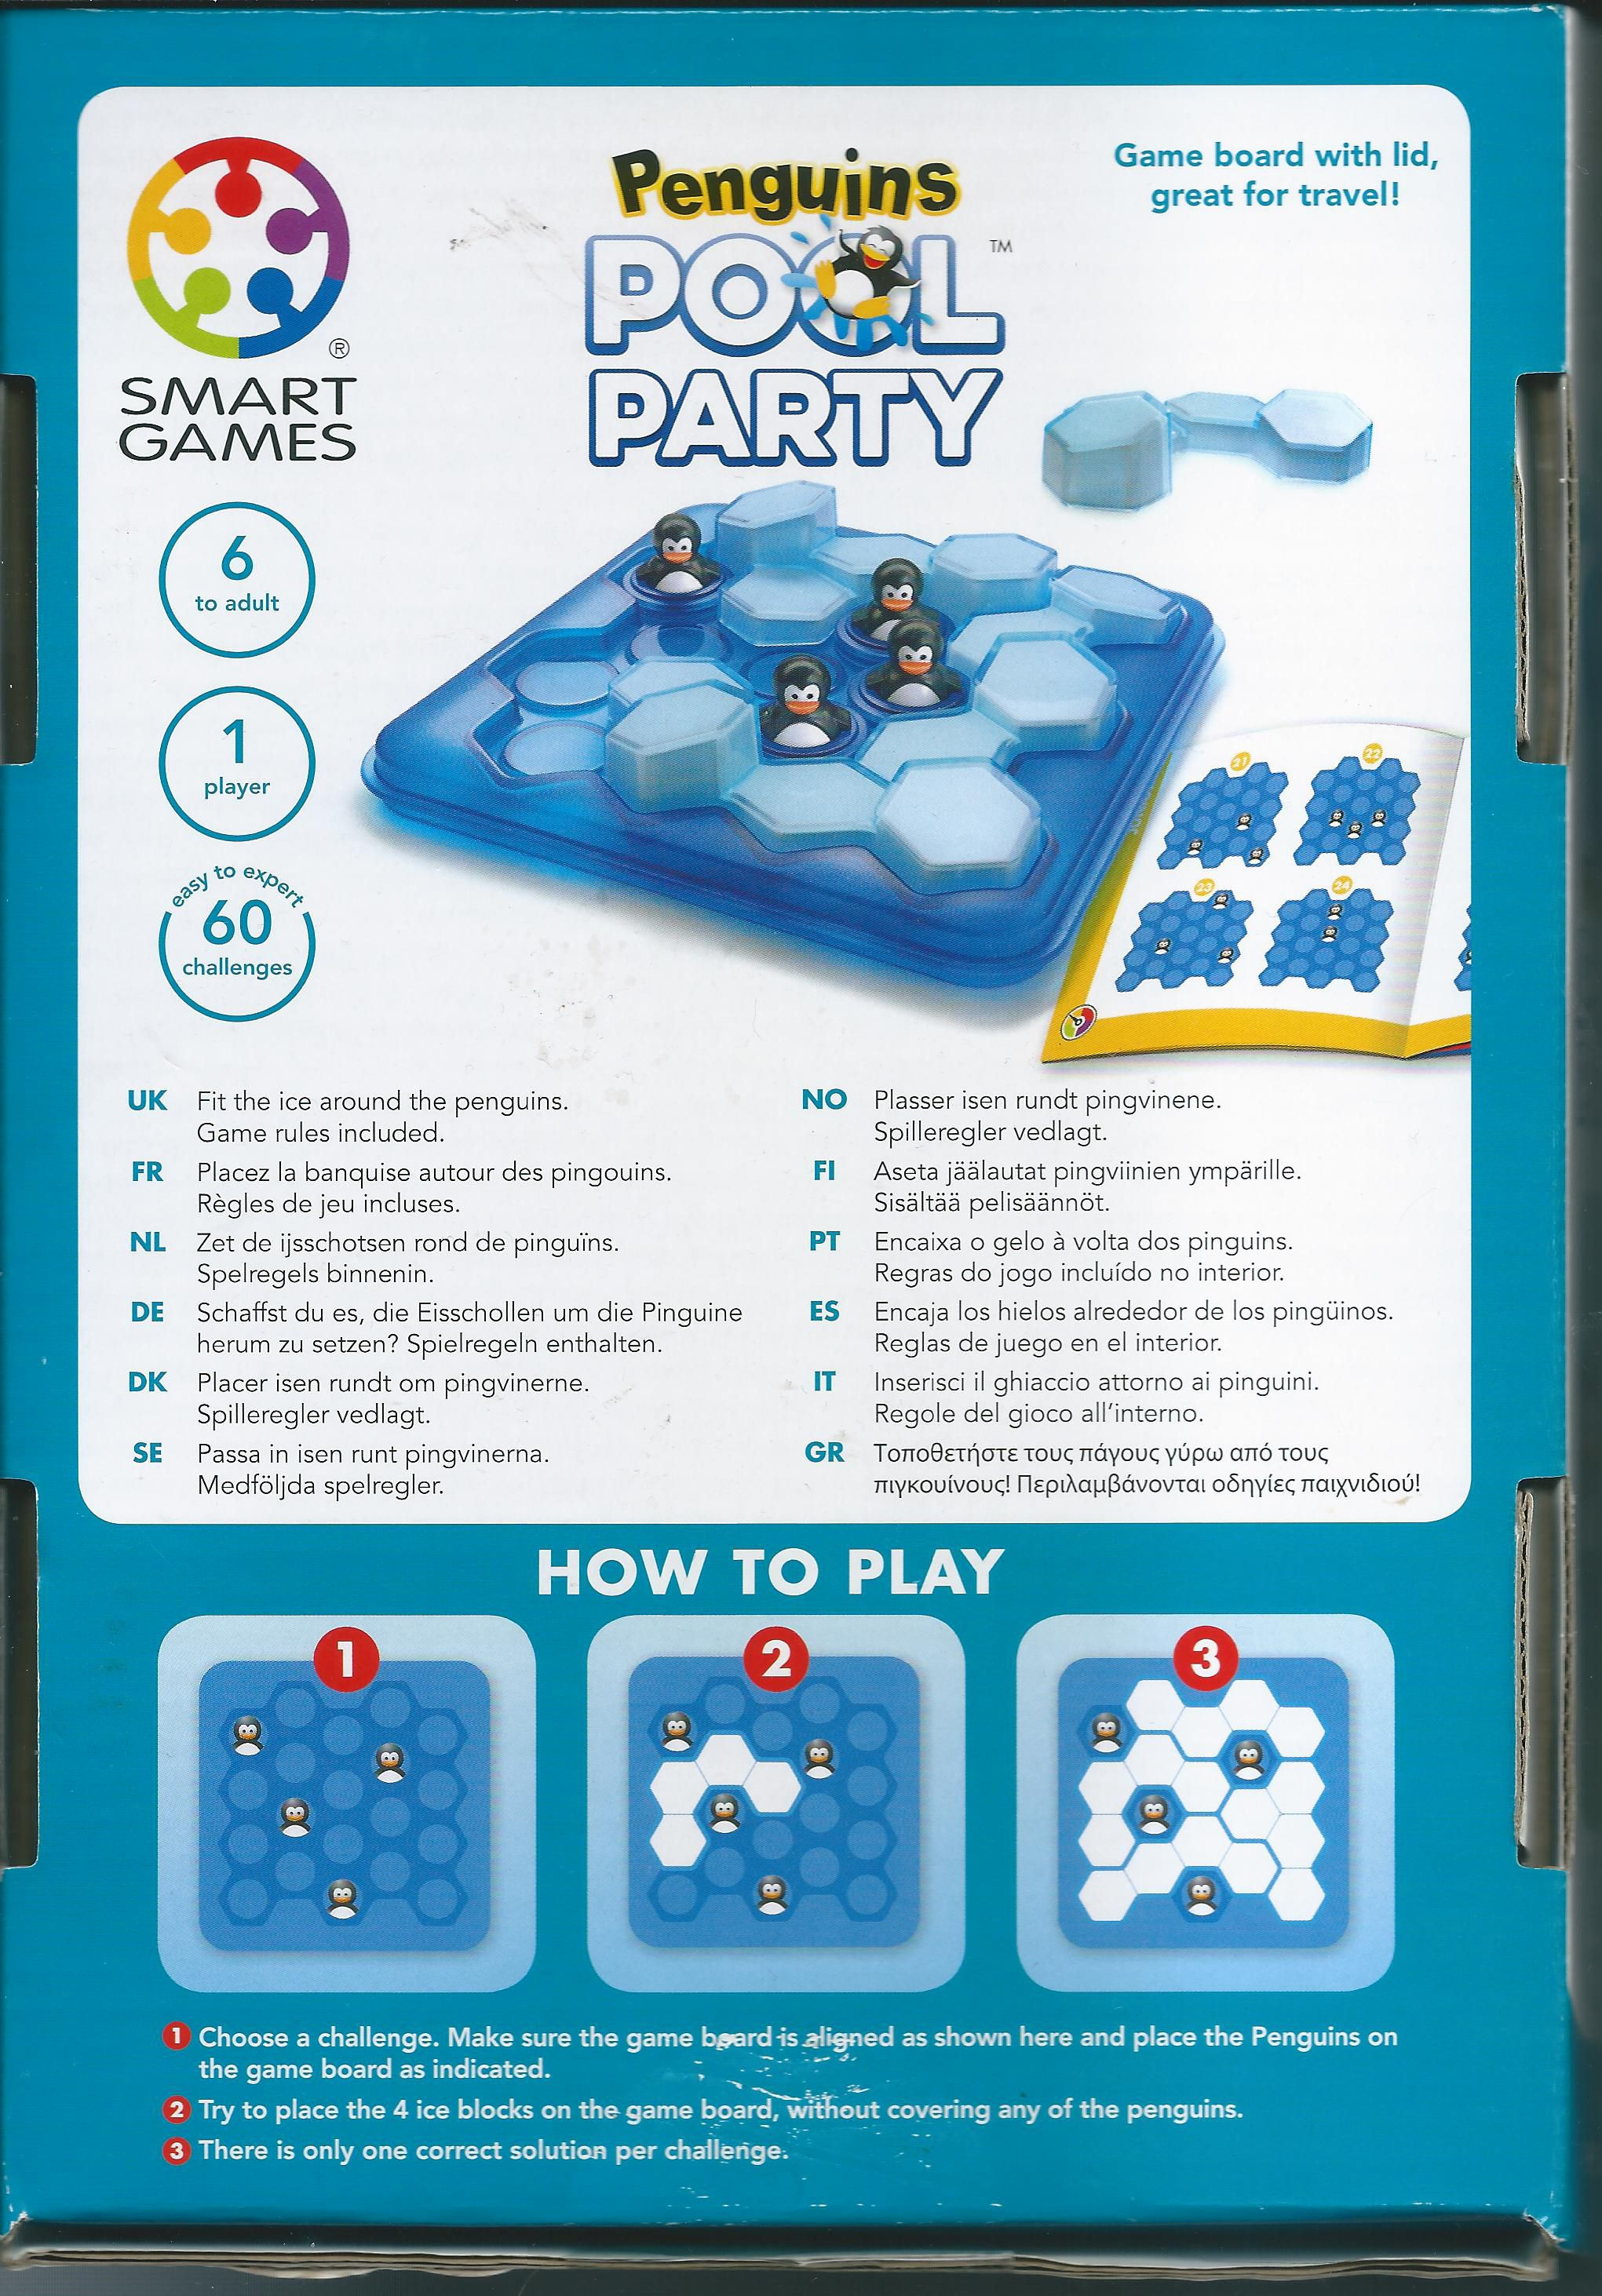 Penguins
POOL
PARTY
TM
Game board with lid,
great for travel!
®
SMART
GAMES
6
to adult
1
player
easy to expert
60
challenges
21
22
23
24
UK Fit the ice around the penguins.
Game rules included.
FR Placez la banquise autour des pingouins.
Règles de jeu incluses.
NL Zet de ijsschotsen rond de pinguïns.
Spelregels binnenin.
DE Schaffst du es, die Eisschollen um die Pinguine
herum zu setzen? Spielregeln enthalten.
DK Placer isen rundt om pingvinerne.
Spilleregler vedlagt.
SE Passa in isen runt pingvinerna.
Medföljda spelregler.
NO Plasser isen rundt pingvinene.
Spilleregler vedlagt.
FI Aseta jäälautat pingviinien ympärille.
Sisältää pelisäännöt.
PT Encaixa o gelo à volta dos pinguins.
Regras do jogo incluído no interior.
ES Encaja los hielos alrededor de los pingüinos.
Reglas de juego en el interior.
IT Inserisci il ghiaccio attorno ai pinguini.
Regole del gioco all'interno.
GR Τοποθετήστε τους πάγους γύρω από τους
πιγκουίνους! Περιλαμβάνονται οδηγίες παιχνιδιού!
HOW TO PLAY
1
2
3
1 Choose a challenge. Make sure the game board is aligned as shown here and place the Penguins on
the game board as indicated.
2 Try to place the 4 ice blocks on the game board, without covering any of the penguins.
3 There is only one correct solution per challenge.